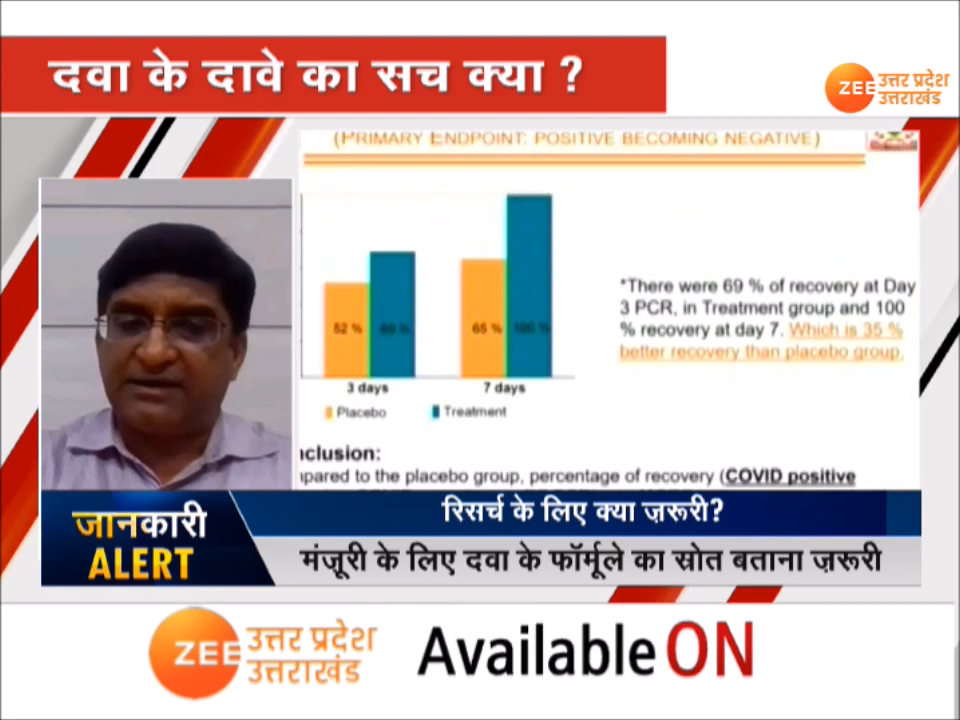 दवा के दावे का सच क्या ?
ZEE उत्तर प्रदेश
उत्तराखंड
(PRIMARY ENDPOINT: POSITIVE BECOMING NEGATIVE)
52 % 69 % 65 % 100 %
3 days 7 days
Placebo Treatment
*There were 69 % of recovery at Day
3 PCR, in Treatment group and 100
% recovery at day 7. Which is 35 %
better recovery than placebo group.
nclusion:
pared to the placebo group, percentage of recovery (COVID positive
जानकारी
ALERT
रिसर्च के लिए क्या ज़रूरी?
मंज़ूरी के लिए दवा के फॉर्मूले का स्रोत बताना ज़रूरी
ZEE उत्तर प्रदेश
उत्तराखंड
Available ON